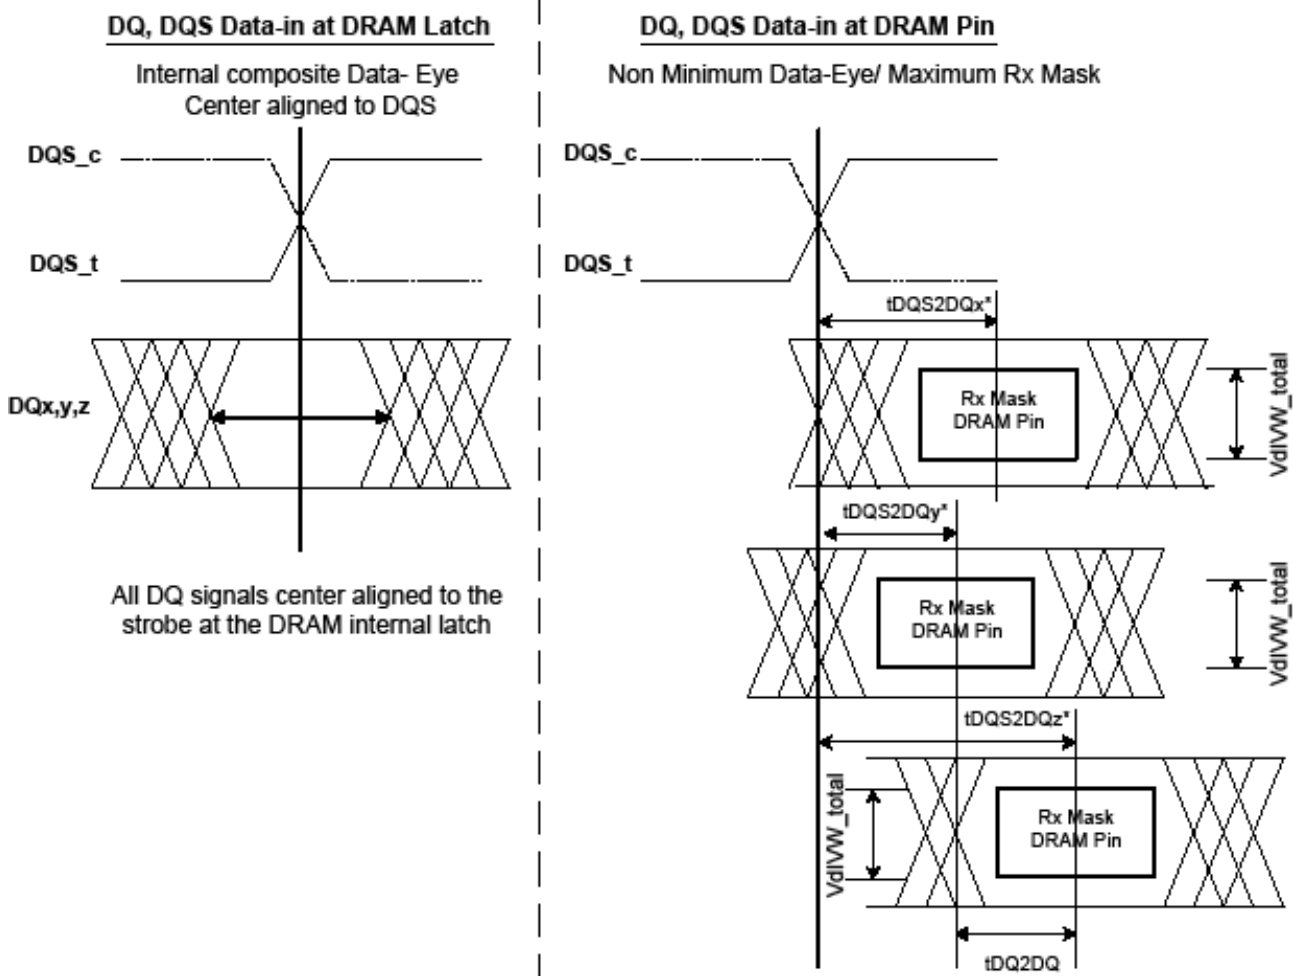 DQ, DQS Data-in at DRAM Latch
Internal composite Data- Eye
Center aligned to DQS
DQS_c
DQS_t
DQx,y,z
All DQ signals center aligned to the
strobe at the DRAM internal latch
DQ, DQS Data-in at DRAM Pin
Non Minimum Data-Eye/ Maximum Rx Mask
DQS_c
DQS_t
tDQS2DQx*
Rx Mask
DRAM Pin
VdIVW_total
tDQS2DQy*
Rx Mask
DRAM Pin
VdIVW_total
tDQS2DQz*
VdIVW_total
Rx Mask
DRAM Pin
tDQ2DQ